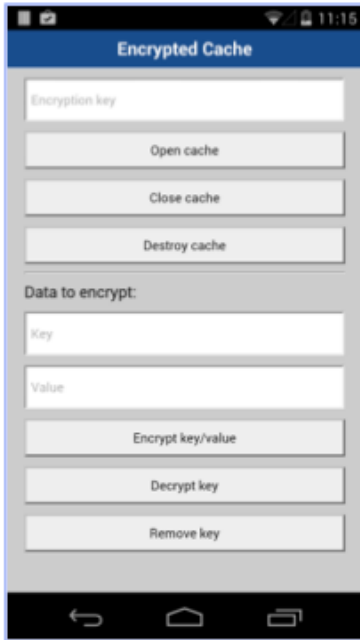 11:15
Encrypted Cache
Encryption key
Open cache
Close cache
Destroy cache
Data to encrypt:
Key
Value
Encrypt key/value
Decrypt key
Remove key